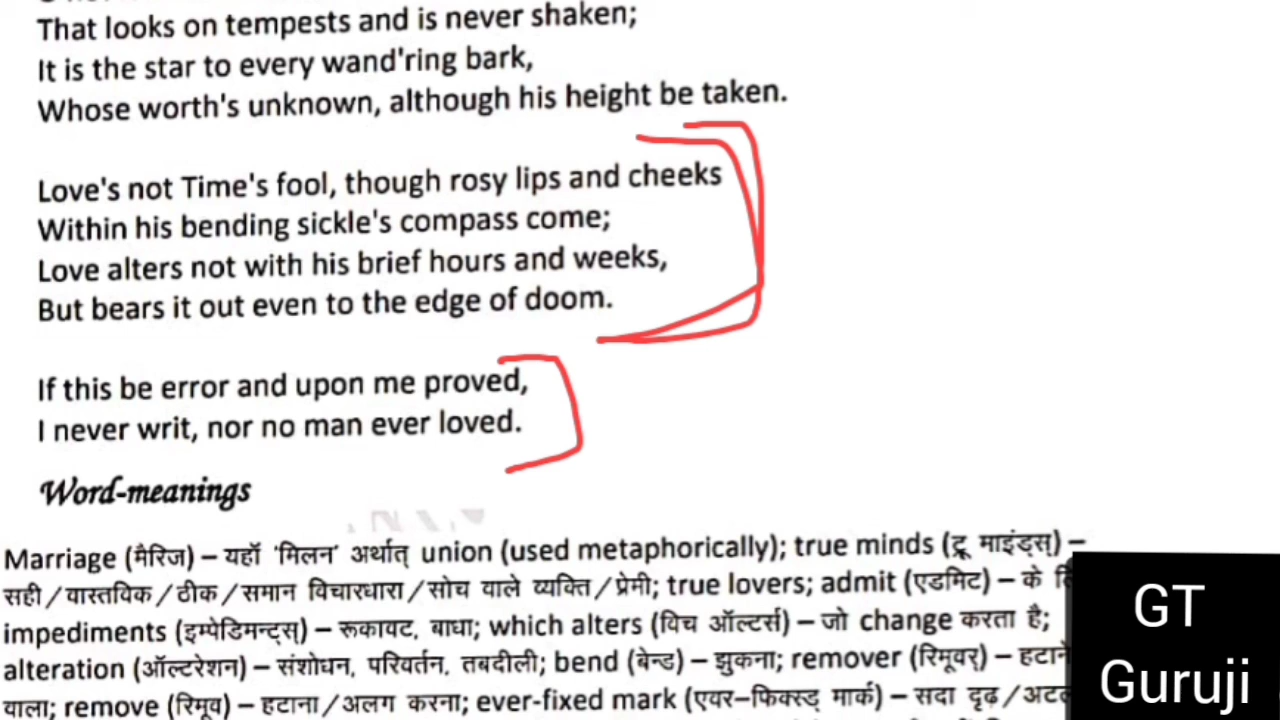 That looks on tempests and is never shaken;
It is the star to every wand'ring bark,
Whose worth's unknown, although his height be taken.
Love's not Time's fool, though rosy lips and cheeks
Within his bending sickle's compass come;
Love alters not with his brief hours and weeks,
But bears it out even to the edge of doom.
If this be error and upon me proved,
I never writ, nor no man ever loved.
Word-meanings
Marriage (मैरिज) – यहॉ 'मिलन' अर्थात् union (used metaphorically); true minds (ट्रू माइंड्स्) –
सही/वास्तविक/ठीक/समान विचारधारा/सोच वाले व्यक्ति/प्रेमी; true lovers; admit (एडमिट) – के
impediments (इम्पेडिमन्ट्स्) – रूकावट, बाधा; which alters (विच ऑल्टर्स) – जो change करता है;
alteration (ऑल्टरेशन) – संशोधन, परिवर्तन, तबदीली; bend (बेन्ड) – झुकना; remover (रिमूवर्) – हटाने
वाला; remove (रिमूव) – हटाना/अलग करना; ever-fixed mark (एवर–फिक्स्ड् मार्क) – सदा दृढ़/अटल
GT
Guruji